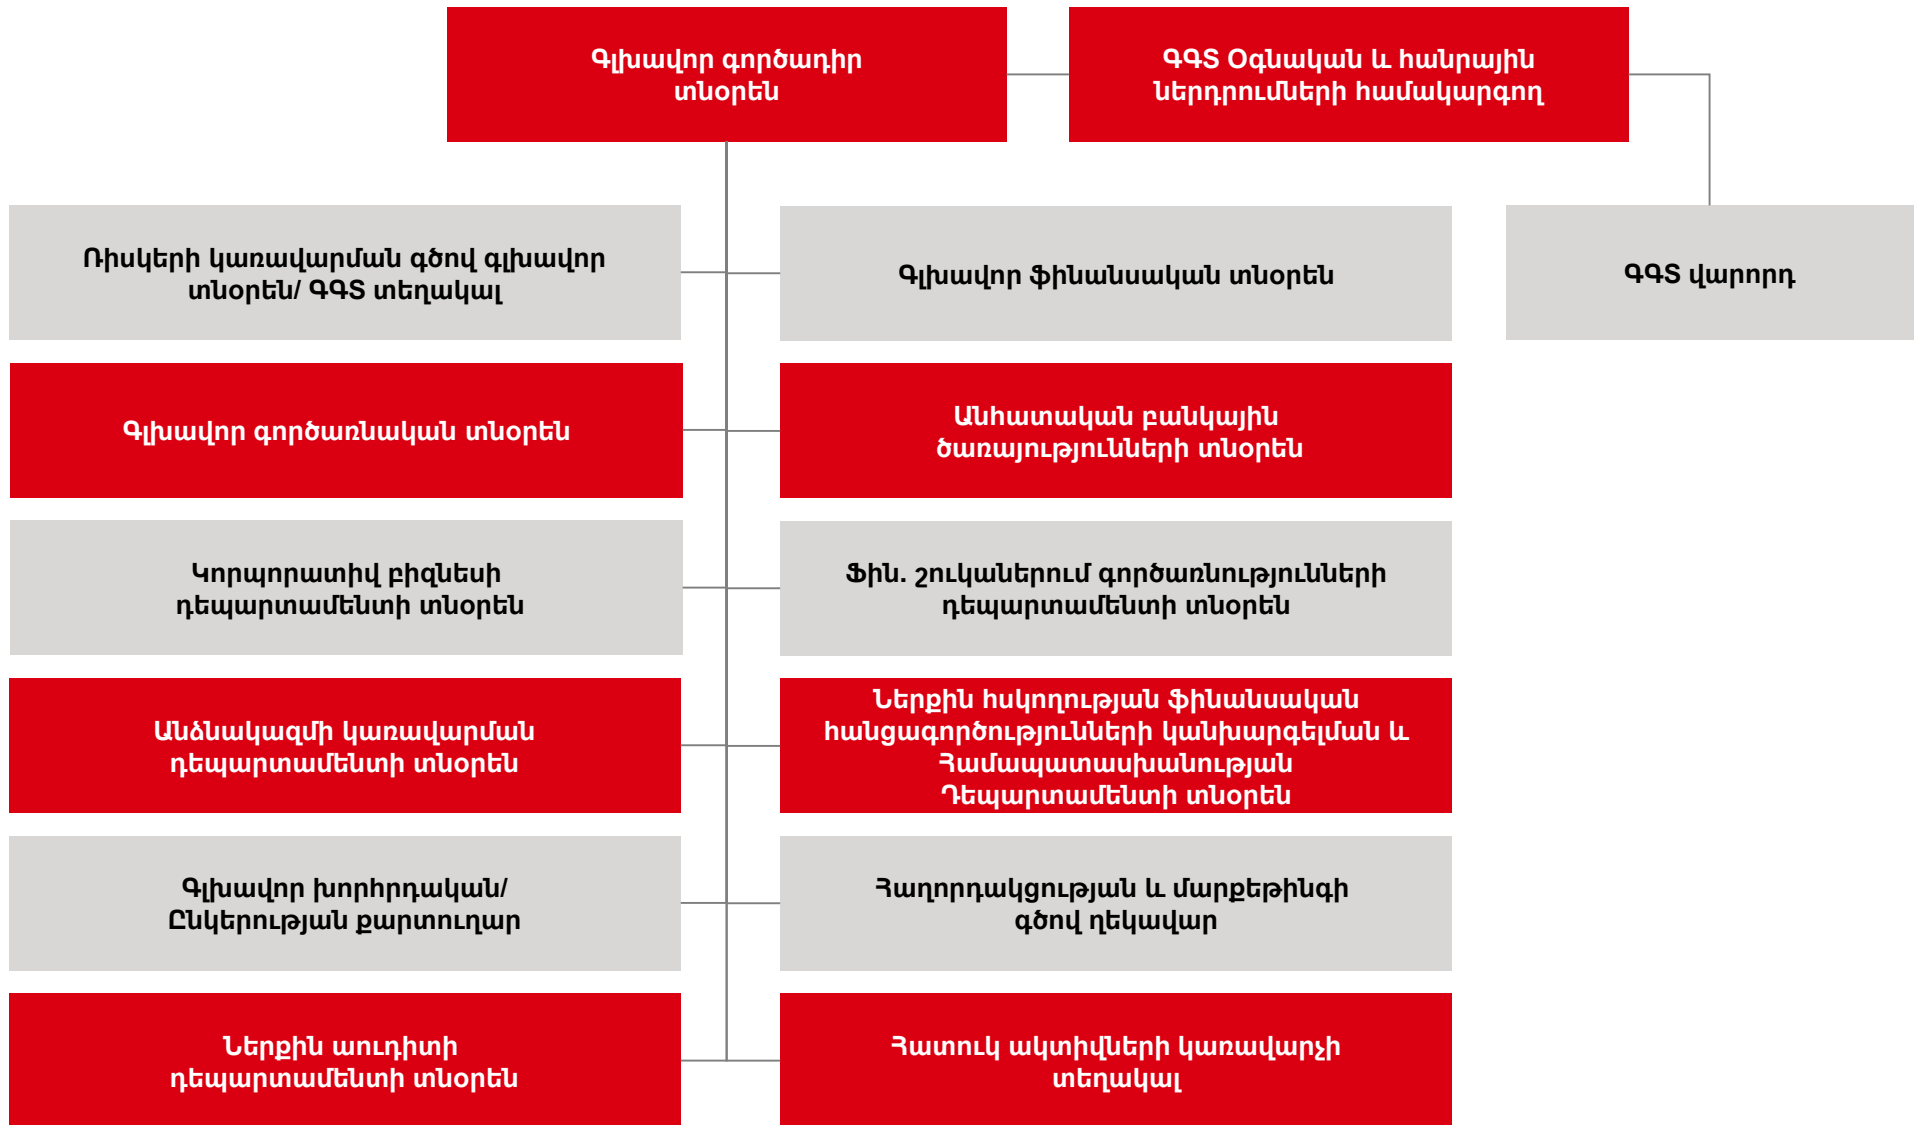 Գլխավոր գործադիր
տնօրեն
ԳԳՏ Օգնական և հանրային
ներդրումների համակարգող
Ռիսկերի կառավարման գծով գլխավոր
տնօրեն/ ԳԳՏ տեղակալ
Գլխավոր ֆինանսական տնօրեն
ԳԳՏ վարորդ
Գլխավոր գործառնական տնօրեն
Անհատական բանկային
ծառայությունների տնօրեն
Կորպորատիվ բիզնեսի
դեպարտամենտի տնօրեն
Ֆին. շուկաներում գործառնությունների
դեպարտամենտի տնօրեն
Անձնակազմի կառավարման
դեպարտամենտի տնօրեն
Ներքին հսկողության ֆինանսական
հանցագործությունների կանխարգելման և
Համապատասխանության
Դեպարտամենտի տնօրեն
Գլխավոր խորհրդական/
Ընկերության քարտուղար
Հաղորդակցության և մարքեթինգի
գծով ղեկավար
Ներքին աուդիտի
դեպարտամենտի տնօրեն
Հատուկ ակտիվների կառավարչի
տեղակալ